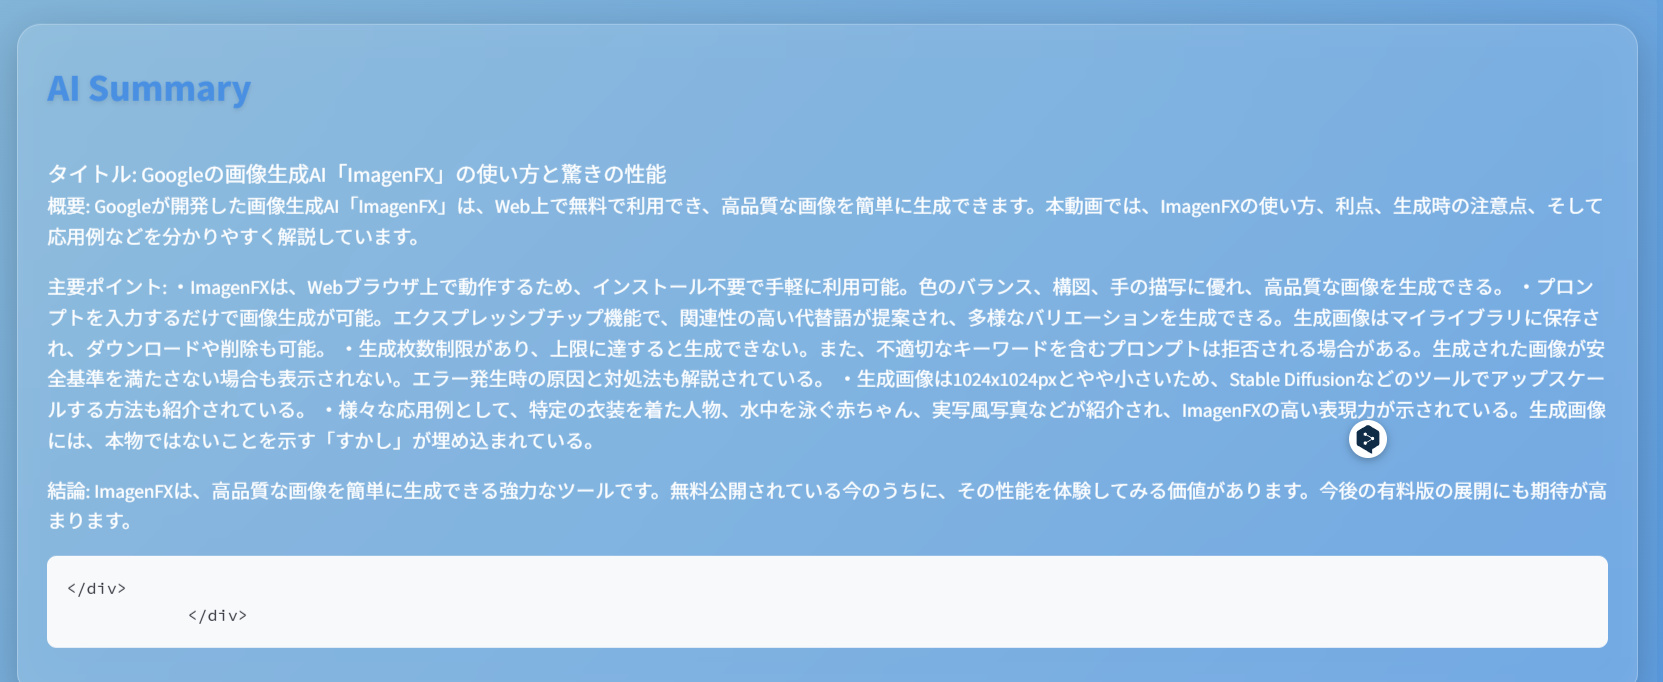 AI Summary
タイトル: Googleの画像生成AI「ImagenFX」の使い方と驚きの性能
概要: Googleが開発した画像生成AI「ImagenFX」は、Web上で無料で利用でき、高品質な画像を簡単に生成できます。本動画では、ImagenFXの使い方、利点、生成時の注意点、そして
応用例などを分かりやすく解説しています。
主要ポイント: ・ImagenFXは、Webブラウザ上で動作するため、インストール不要で手軽に利用可能。色のバランス、構図、手の描写に優れ、高品質な画像を生成できる。 ・プロン
プトを入力するだけで画像生成が可能。エクスプレッシブチップ機能で、関連性の高い代替語が提案され、多様なバリエーションを生成できる。生成画像はマイライブラリに保存さ
れ、ダウンロードや削除も可能。 ・生成枚数制限があり、上限に達すると生成できない。また、不適切なキーワードを含むプロンプトは拒否される場合がある。生成された画像が安
全基準を満たさない場合も表示されない。エラー発生時の原因と対処法も解説されている。 ・生成画像は1024x1024pxとやや小さいため、Stable Diffusionなどのツールでアップスケー
ルする方法も紹介されている。 ・様々な応用例として、特定の衣装を着た人物、水中を泳ぐ赤ちゃん、実写風写真などが紹介され、ImagenFXの高い表現力が示されている。生成画像
には、本物ではないことを示す「すかし」が埋め込まれている。
結論: ImagenFXは、高品質な画像を簡単に生成できる強力なツールです。無料公開されている今のうちに、その性能を体験してみる価値があります。今後の有料版の展開にも期待が高
まります。
</div>
</div>